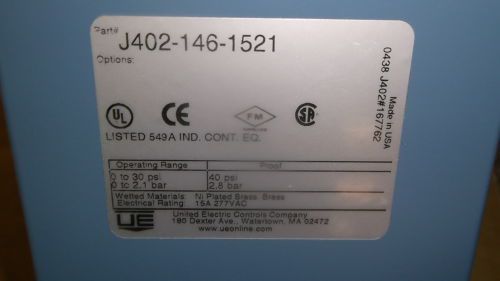 Part#
J402-146-1521
Options:
UL
CE
FM
APPROVED
SA
LISTED 549A IND. CONT. EQ.
0438 J402#167762
Made in USA
Operating Range Proof
0 to 30 psi 40 psi
0 to 2.1 bar 2.8 bar
Wetted Materials: Ni Plated Brass, Brass
Electrical Rating: 15A 277VAC
UE
United Electric Controls Company
180 Dexter Ave., Watertown, MA 02472
www.ueonline.com